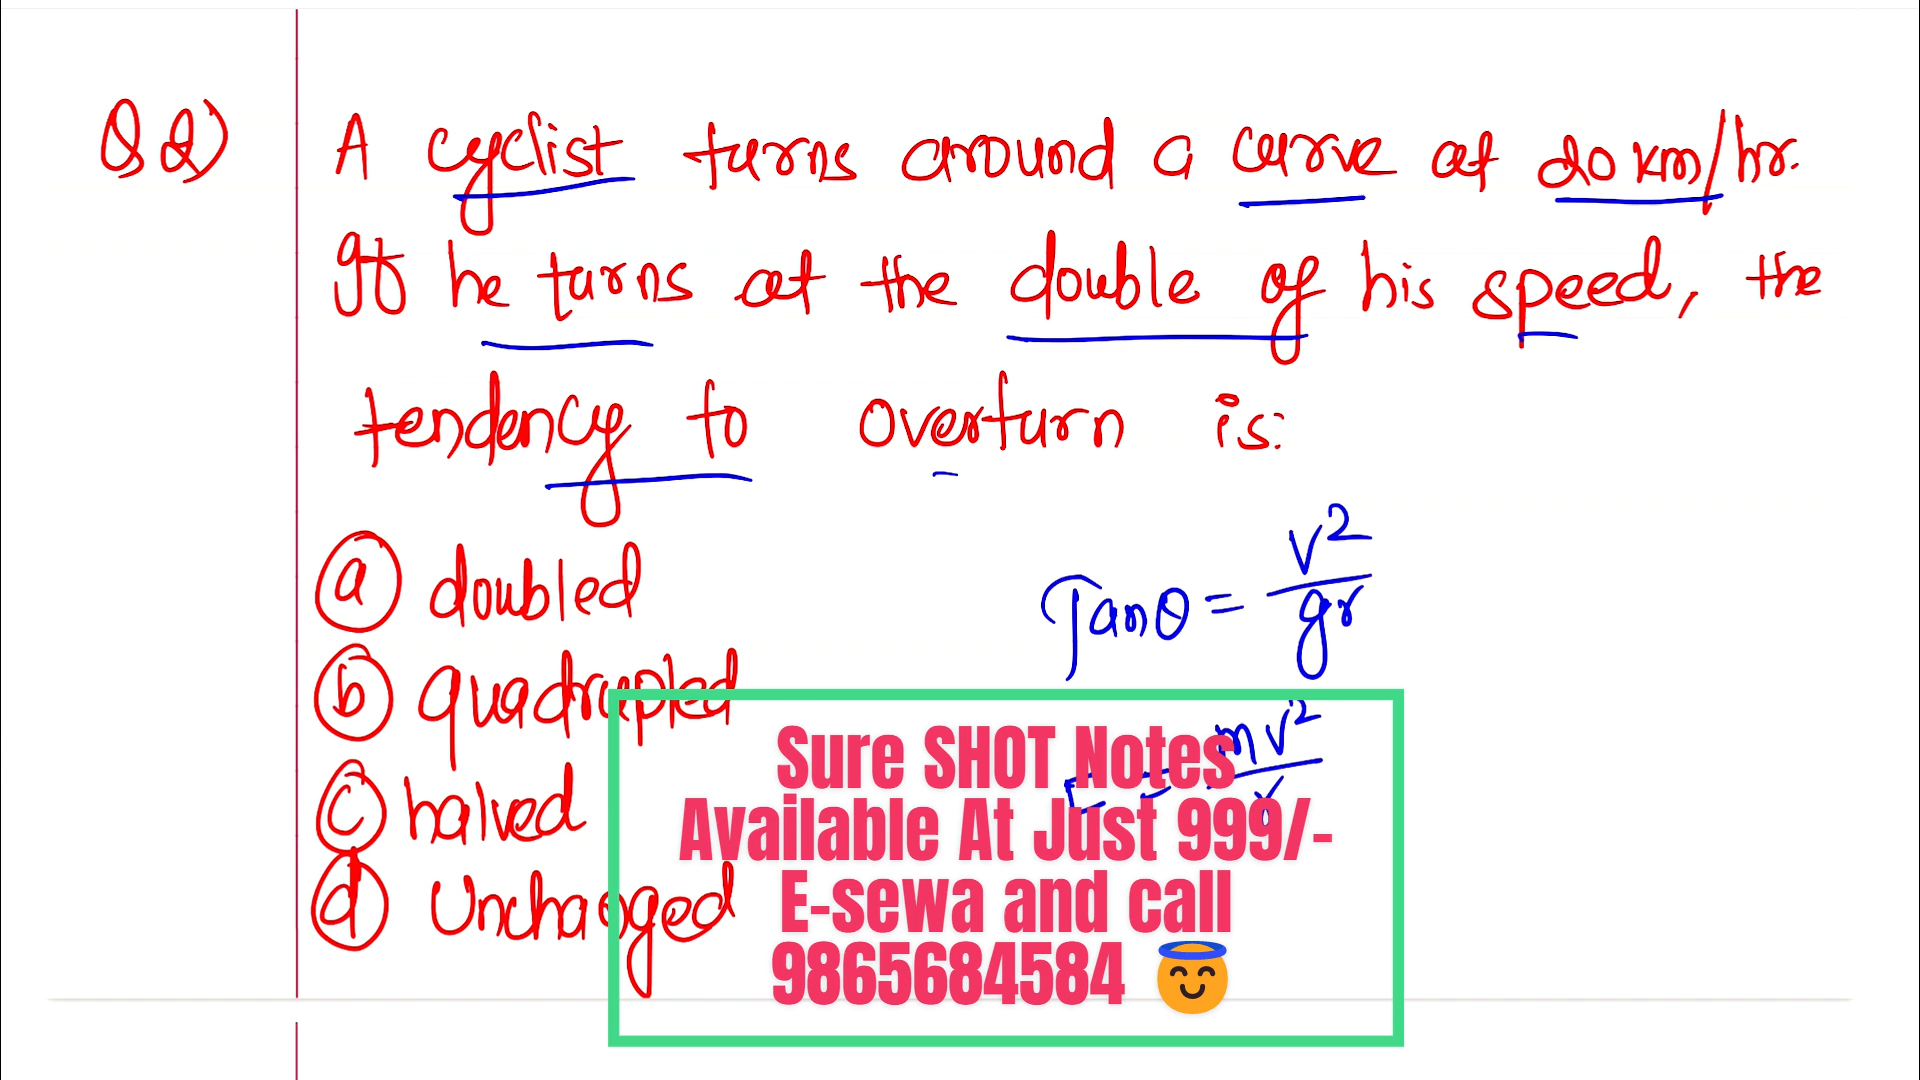 Q2)
A cyclist turns around a curve at 20 km/hr.
If he turns at the double of his speed, the
tendency to overturn is:
(a) doubled
(b) quadrupled
(c) halved
(d) Unchanged
Tanθ = v²/gr
F = mv²/r
Sure SHOT Notes
Available At Just 999/-
E-sewa and call
9865684584 😇